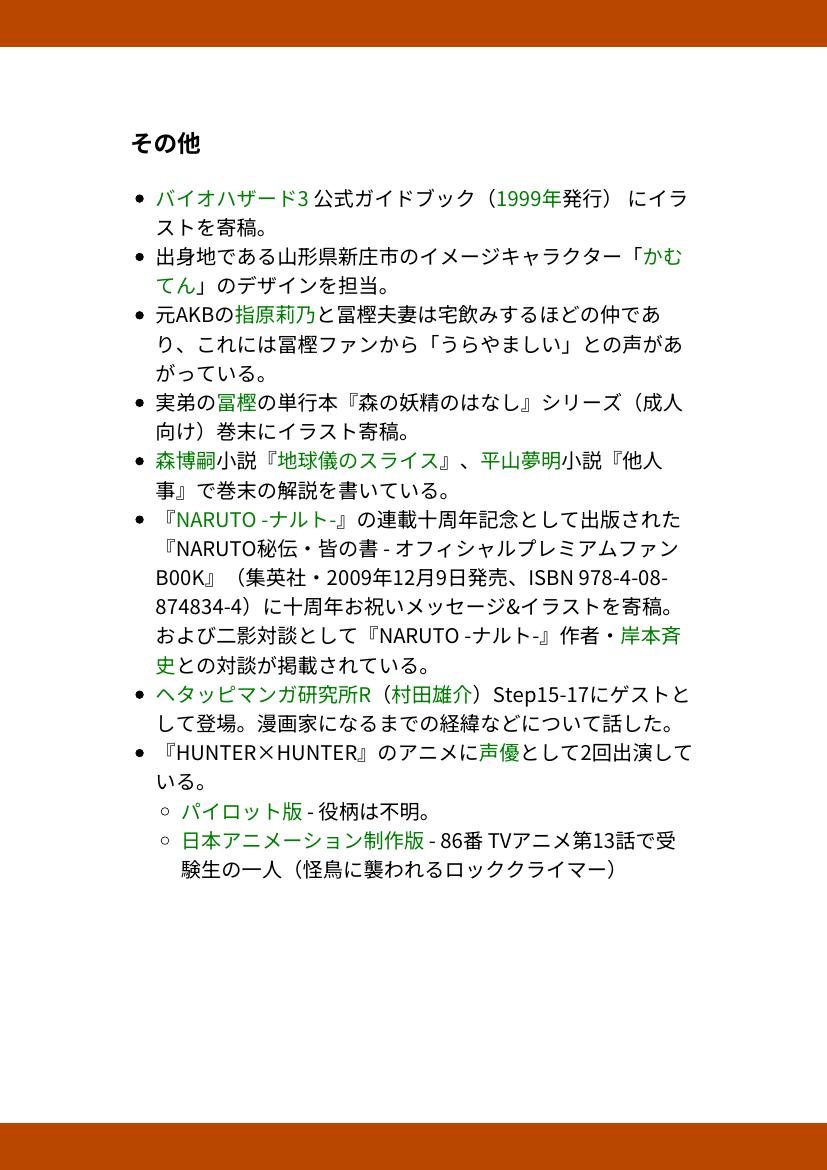 その他
バイオハザード3 公式ガイドブック（1999年発行） にイラ
ストを寄稿。
出身地である山形県新庄市のイメージキャラクター「かむ
てん」のデザインを担当。
元AKBの指原莉乃と冨樫夫妻は宅飲みするほどの仲であ
り、これには冨樫ファンから「うらやましい」との声があ
がっている。
実弟の冨樫の単行本『森の妖精のはなし』シリーズ（成人
向け）巻末にイラスト寄稿。
森博嗣小説『地球儀のスライス』、平山夢明小説『他人
事』で巻末の解説を書いている。
『NARUTO -ナルト-』の連載十周年記念として出版された
『NARUTO秘伝・皆の書 - オフィシャルプレミアムファン
B00K』（集英社・2009年12月9日発売、ISBN 978-4-08-
874834-4）に十周年お祝いメッセージ&イラストを寄稿。
および二影対談として『NARUTO -ナルト-』作者・岸本斉
史との対談が掲載されている。
ヘタッピマンガ研究所R（村田雄介）Step15-17にゲストと
して登場。漫画家になるまでの経緯などについて話した。
『HUNTER×HUNTER』のアニメに声優として2回出演して
いる。
パイロット版 - 役柄は不明。
日本アニメーション制作版 - 86番 TVアニメ第13話で受
験生の一人（怪鳥に襲われるロッククライマー）